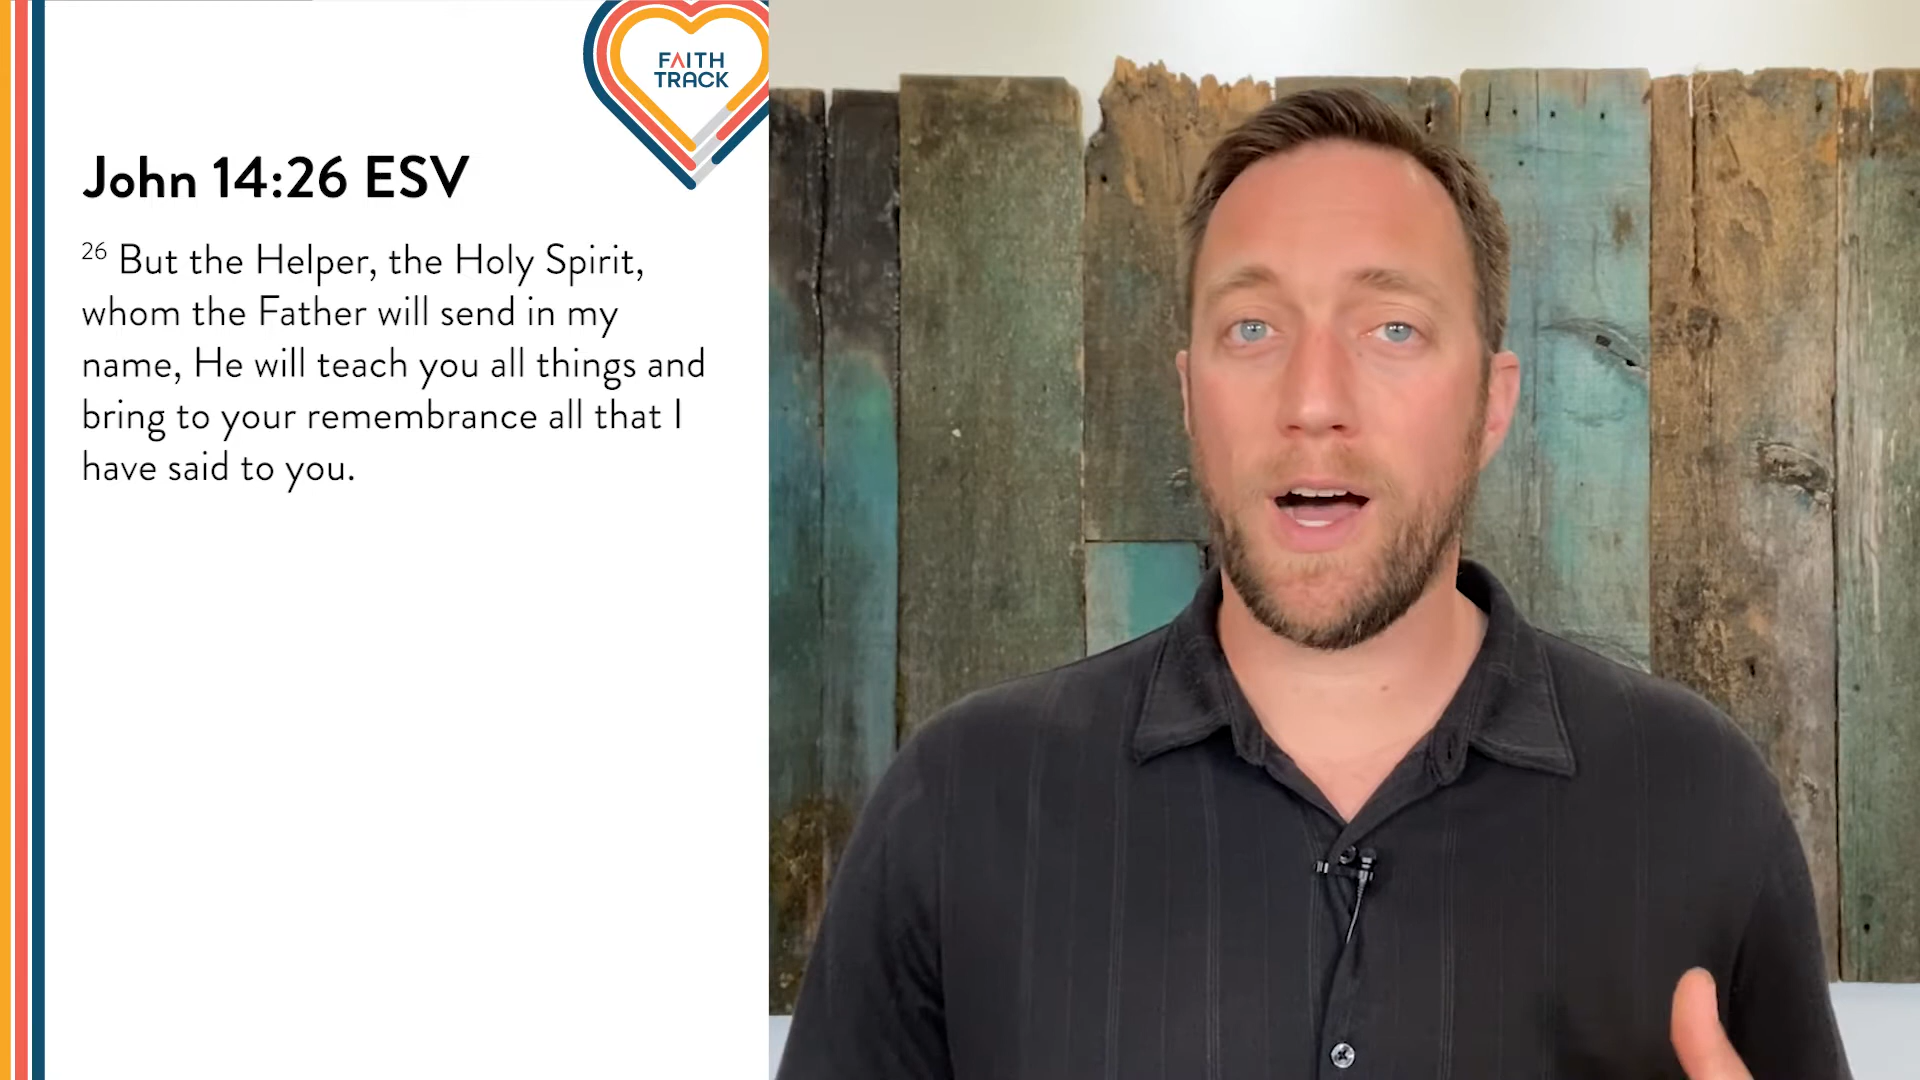 FAITH
TRACK
John 14:26 ESV
26 But the Helper, the Holy Spirit,
whom the Father will send in my
name, He will teach you all things and
bring to your remembrance all that I
have said to you.